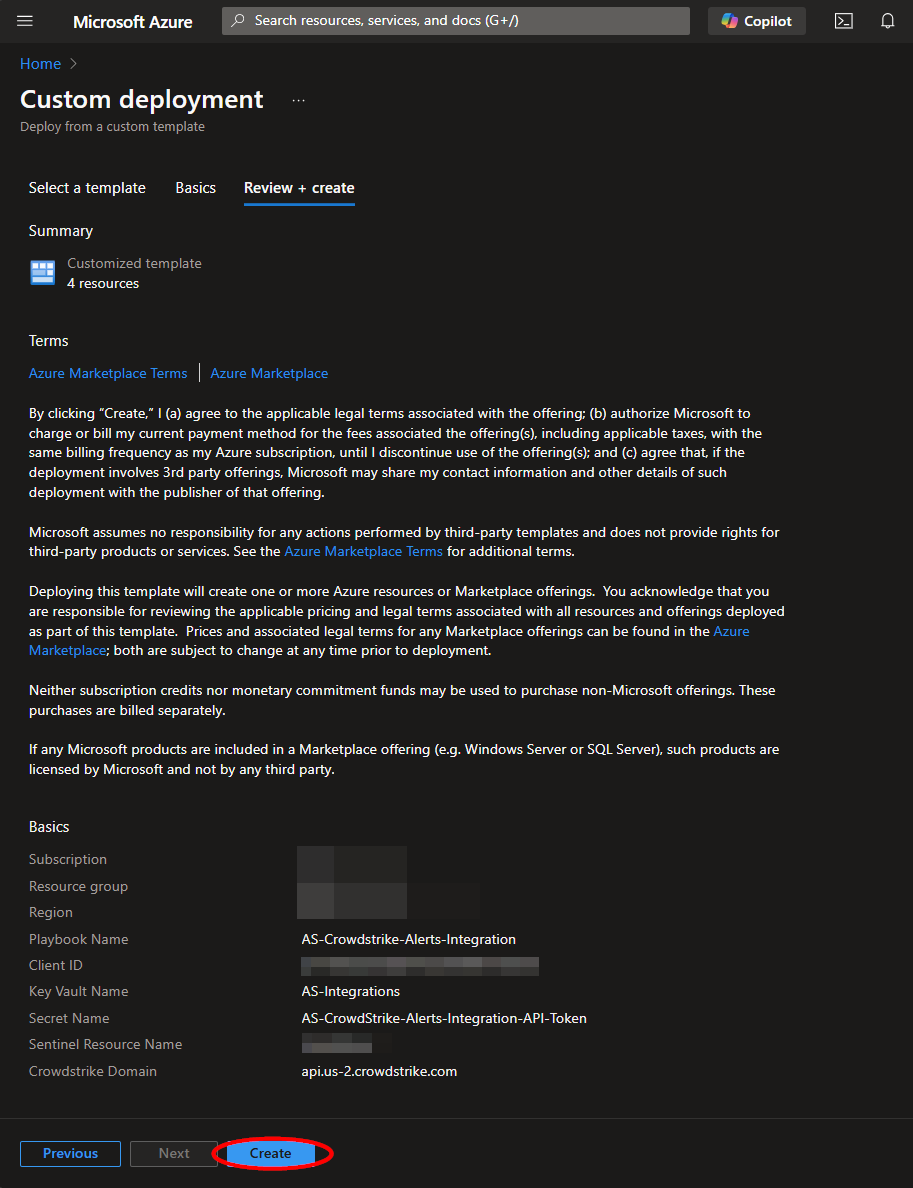 Microsoft Azure
Search resources, services, and docs (G+/)
Copilot
Home
Custom deployment ...
Deploy from a custom template
Select a template Basics Review + create
Summary
Customized template
4 resources
Terms
Azure Marketplace Terms | Azure Marketplace
By clicking “Create,” I (a) agree to the applicable legal terms associated with the offering; (b) authorize Microsoft to
charge or bill my current payment method for the fees associated the offering(s), including applicable taxes, with the
same billing frequency as my Azure subscription, until I discontinue use of the offering(s); and (c) agree that, if the
deployment involves 3rd party offerings, Microsoft may share my contact information and other details of such
deployment with the publisher of that offering.
Microsoft assumes no responsibility for any actions performed by third-party templates and does not provide rights for
third-party products or services. See the Azure Marketplace Terms for additional terms.
Deploying this template will create one or more Azure resources or Marketplace offerings. You acknowledge that you
are responsible for reviewing the applicable pricing and legal terms associated with all resources and offerings deployed
as part of this template. Prices and associated legal terms for any Marketplace offerings can be found in the Azure
Marketplace; both are subject to change at any time prior to deployment.
Neither subscription credits nor monetary commitment funds may be used to purchase non-Microsoft offerings. These
purchases are billed separately.
If any Microsoft products are included in a Marketplace offering (e.g. Windows Server or SQL Server), such products are
licensed by Microsoft and not by any third party.
Basics
Subscription
Resource group
Region
Playbook Name AS-Crowdstrike-Alerts-Integration
Client ID
Key Vault Name AS-Integrations
Secret Name AS-CrowdStrike-Alerts-Integration-API-Token
Sentinel Resource Name
Crowdstrike Domain api.us-2.crowdstrike.com
Previous Next Create